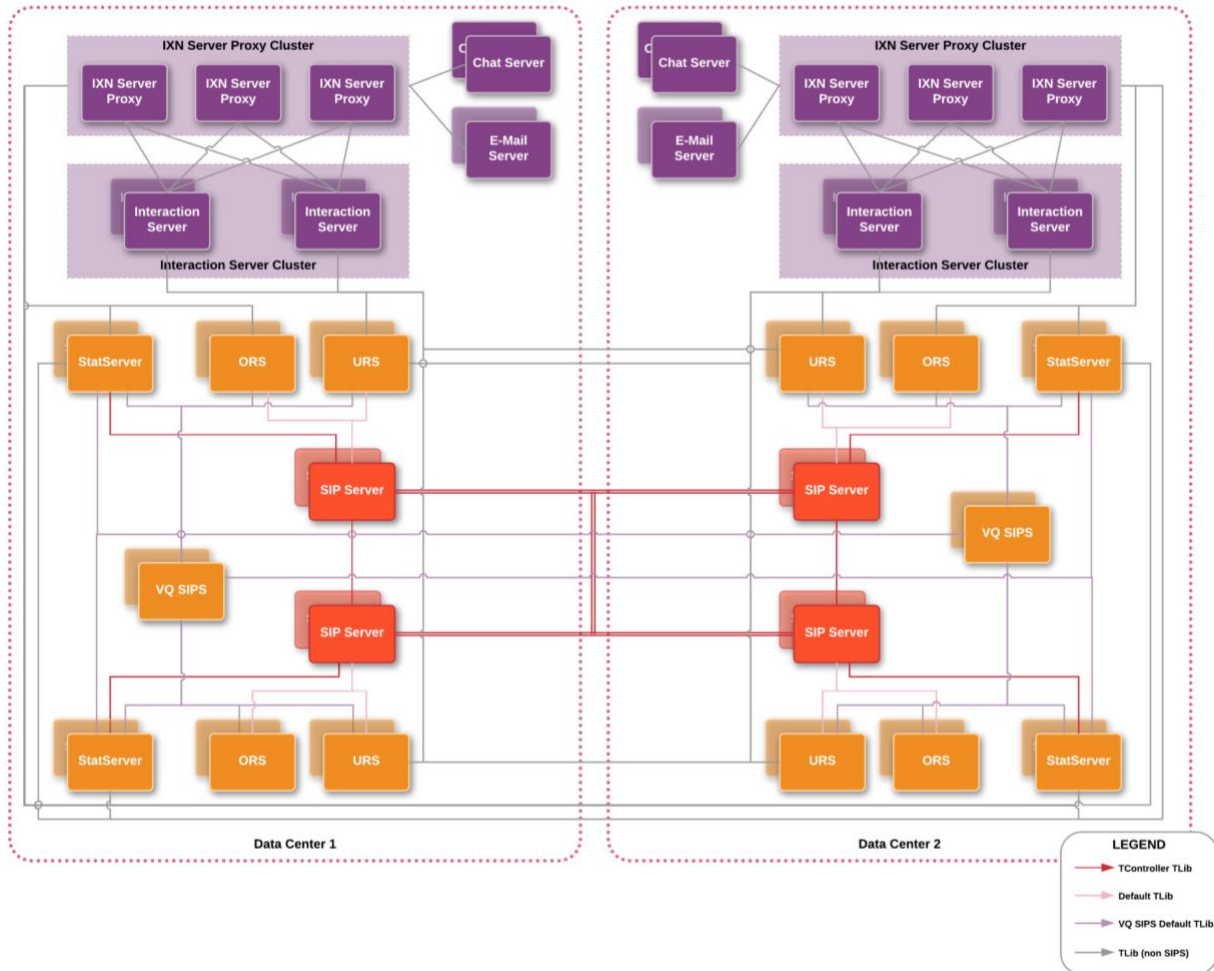 IXN Server Proxy Cluster
IXN Server
Proxy
IXN Server
Proxy
IXN Server
Proxy
Chat Server
E-Mail
Server
Interaction
Server
Interaction
Server
Interaction Server Cluster
StatServer
ORS
URS
SIP Server
VQ SIPS
SIP Server
StatServer
ORS
URS
Data Center 1
Chat Server
E-Mail
Server
IXN Server Proxy Cluster
IXN Server
Proxy
IXN Server
Proxy
IXN Server
Proxy
Interaction
Server
Interaction
Server
Interaction Server Cluster
URS
ORS
StatServer
SIP Server
VQ SIPS
SIP Server
URS
ORS
StatServer
Data Center 2
LEGEND
TController TLib
Default TLib
VQ SIPS Default TLib
TLib (non SIPS)